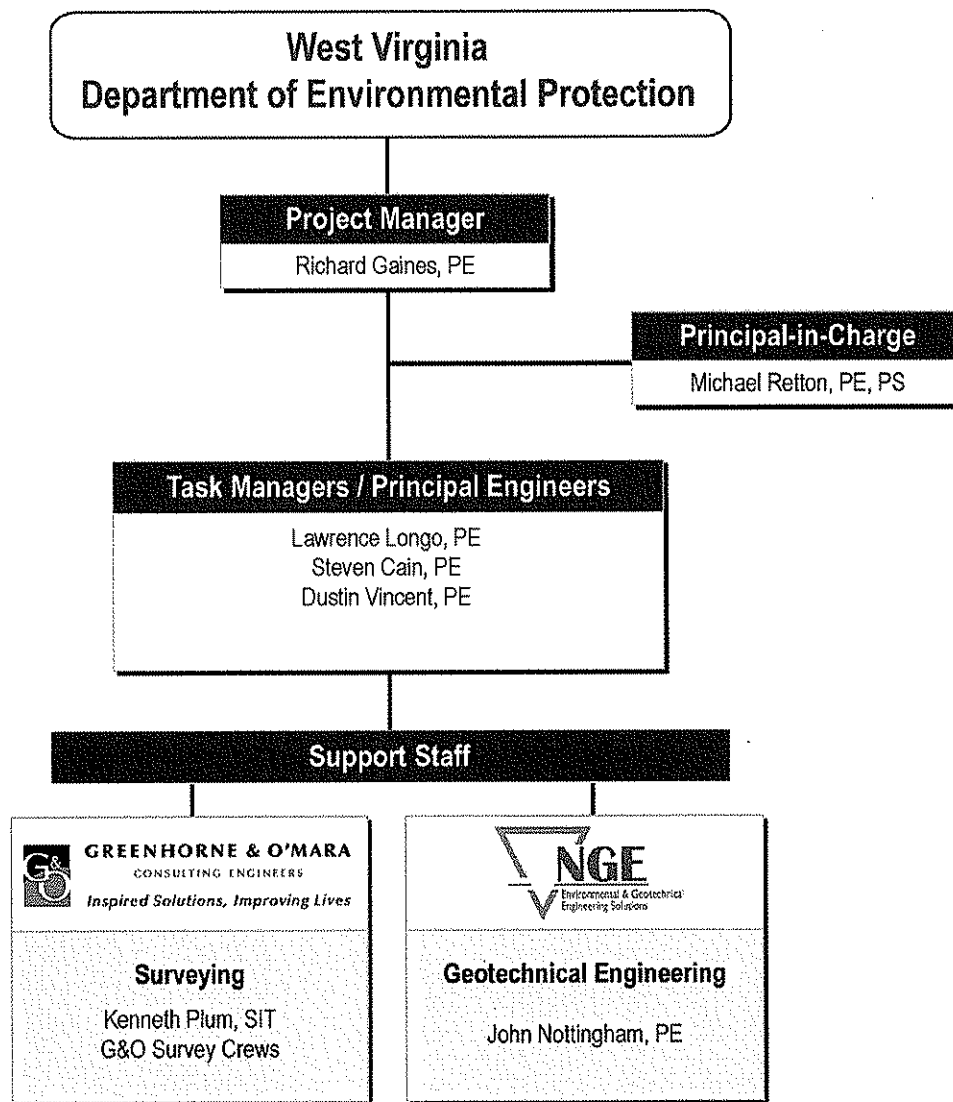 West Virginia
Department of Environmental Protection
Project Manager
Richard Gaines, PE
Principal-in-Charge
Michael Retton, PE, PS
Task Managers / Principal Engineers
Lawrence Longo, PE
Steven Cain, PE
Dustin Vincent, PE
Support Staff
G&O
GREENHORNE & O'MARA
CONSULTING ENGINEERS
Inspired Solutions, Improving Lives
Surveying
Kenneth Plum, SIT
G&O Survey Crews
NGE
Environmental & Geotechnical
Engineering Solutions
Geotechnical Engineering
John Nottingham, PE